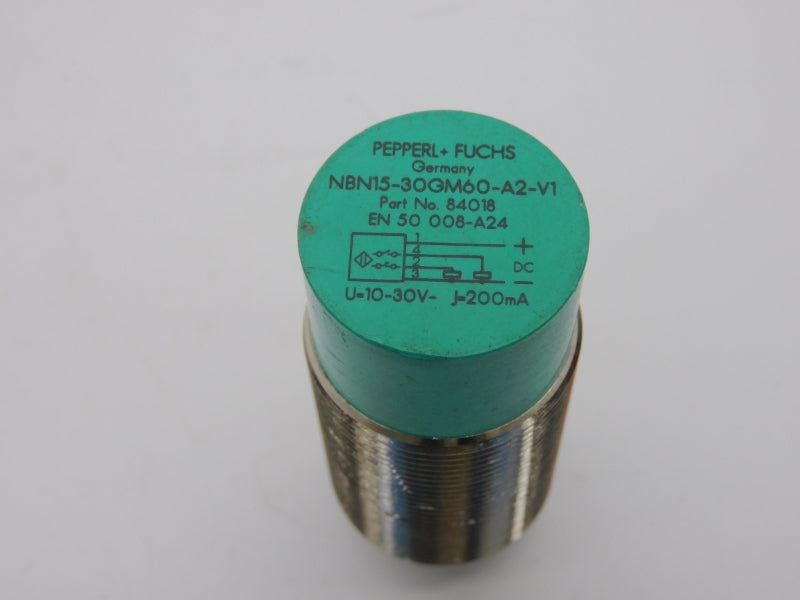 PEPPERL+ FUCHS
Germany
NBN15-30GM60-A2-V1
Part No. 84018
EN 50 008-A24
1
4
2
3
+
DC
-
U=10-30V- J=200mA